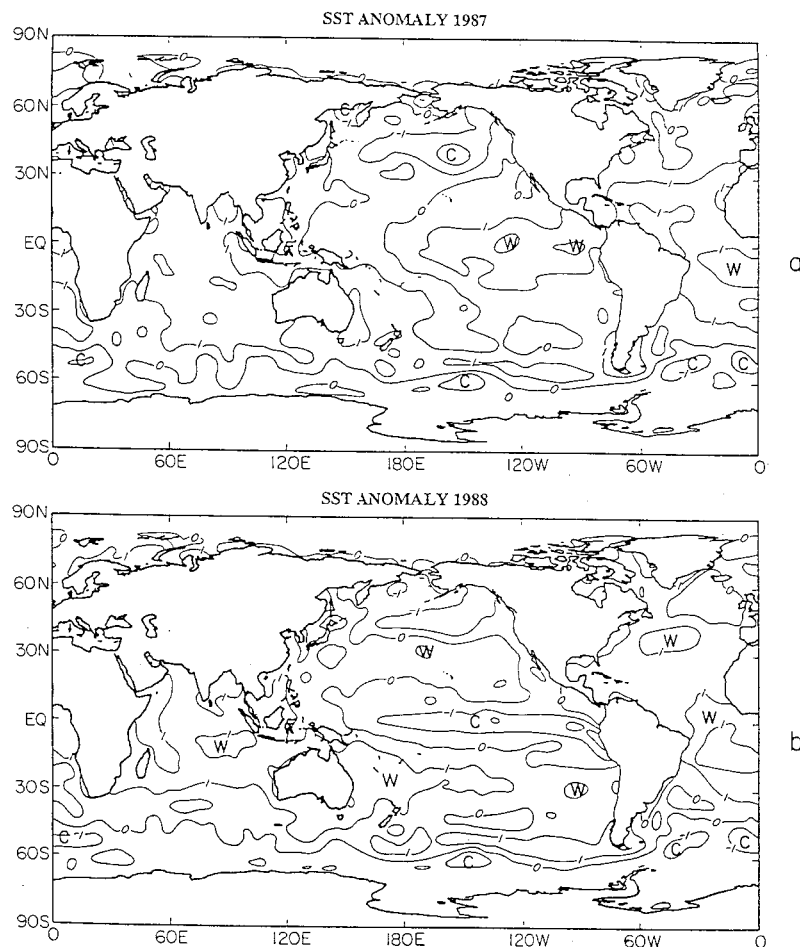 SST ANOMALY 1987
90N
60N
30N
EQ
30S
60S
90S
0 60E 120E 180E 120W 60W 0
C
C
W W
W
C C C
C
a
SST ANOMALY 1988
90N
60N
30N
EQ
30S
60S
90S
0 60E 120E 180E 120W 60W 0
W W
W
C
W
W W
C C C
C
b